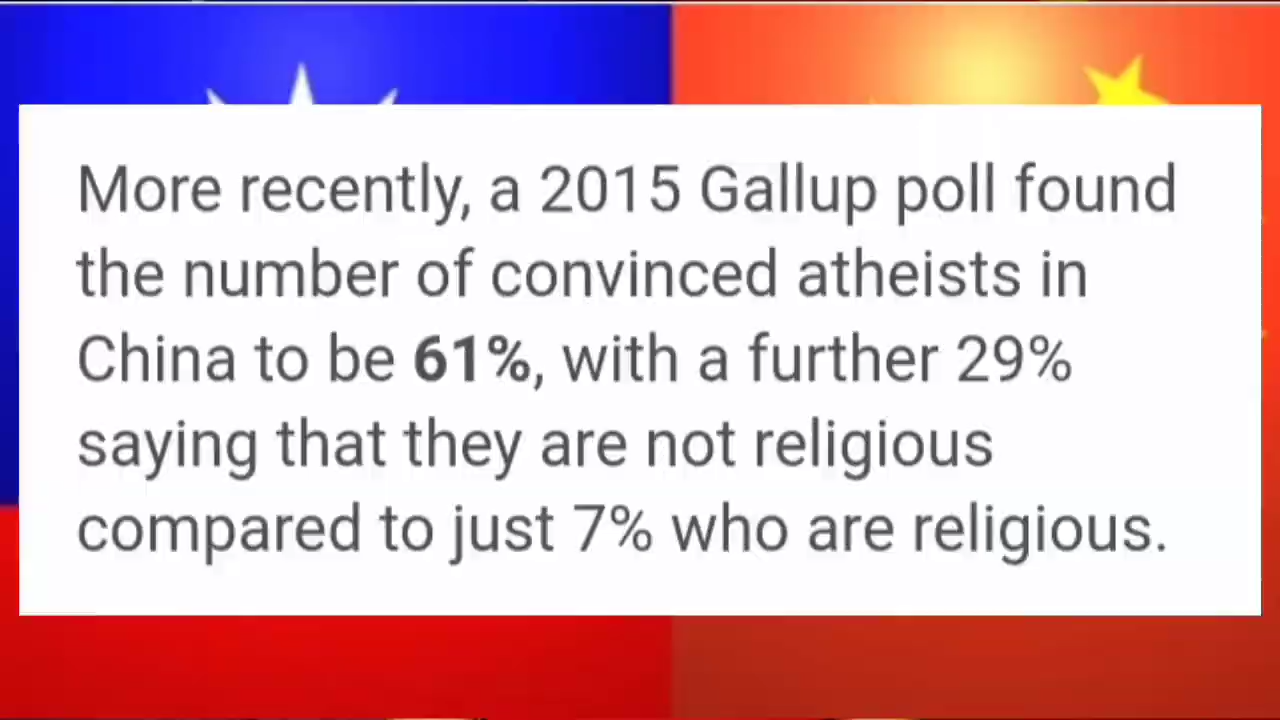 More recently, a 2015 Gallup poll found
the number of convinced atheists in
China to be 61%, with a further 29%
saying that they are not religious
compared to just 7% who are religious.